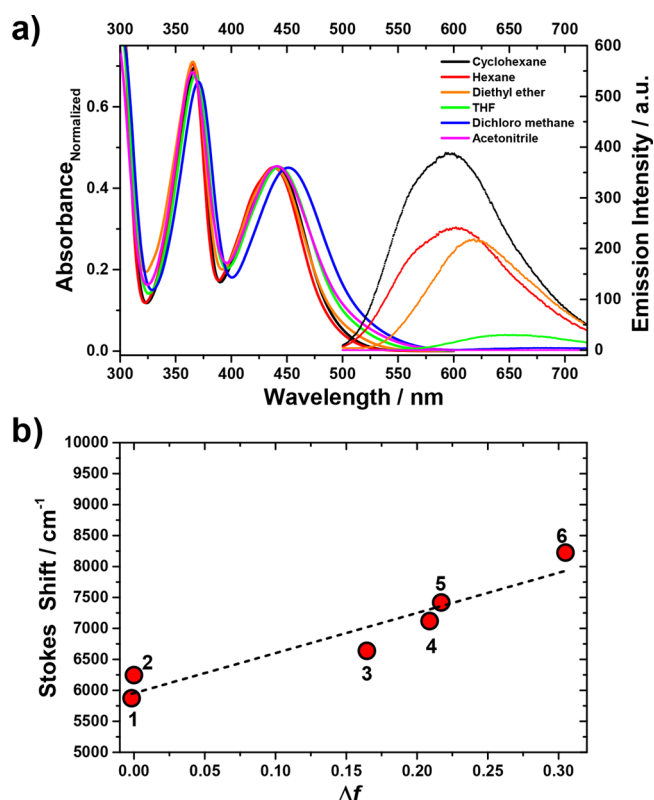 a)
300 350 400 450 500 550 600 650 700
0.6
0.4
0.2
0.0
Absorbance Normalized
600
500
400
300
200
100
0
Emission Intensity / a.u.
Cyclohexane
Hexane
Diethyl ether
THF
Dichloro methane
Acetonitrile
300 350 400 450 500 550 600 650 700
Wavelength / nm
b)
10000
9500
9000
8500
8000
7500
7000
6500
6000
5500
5000
Stokes Shift / cm-1
1
2
3
4
5
6
0.00 0.05 0.10 0.15 0.20 0.25 0.30
Δf